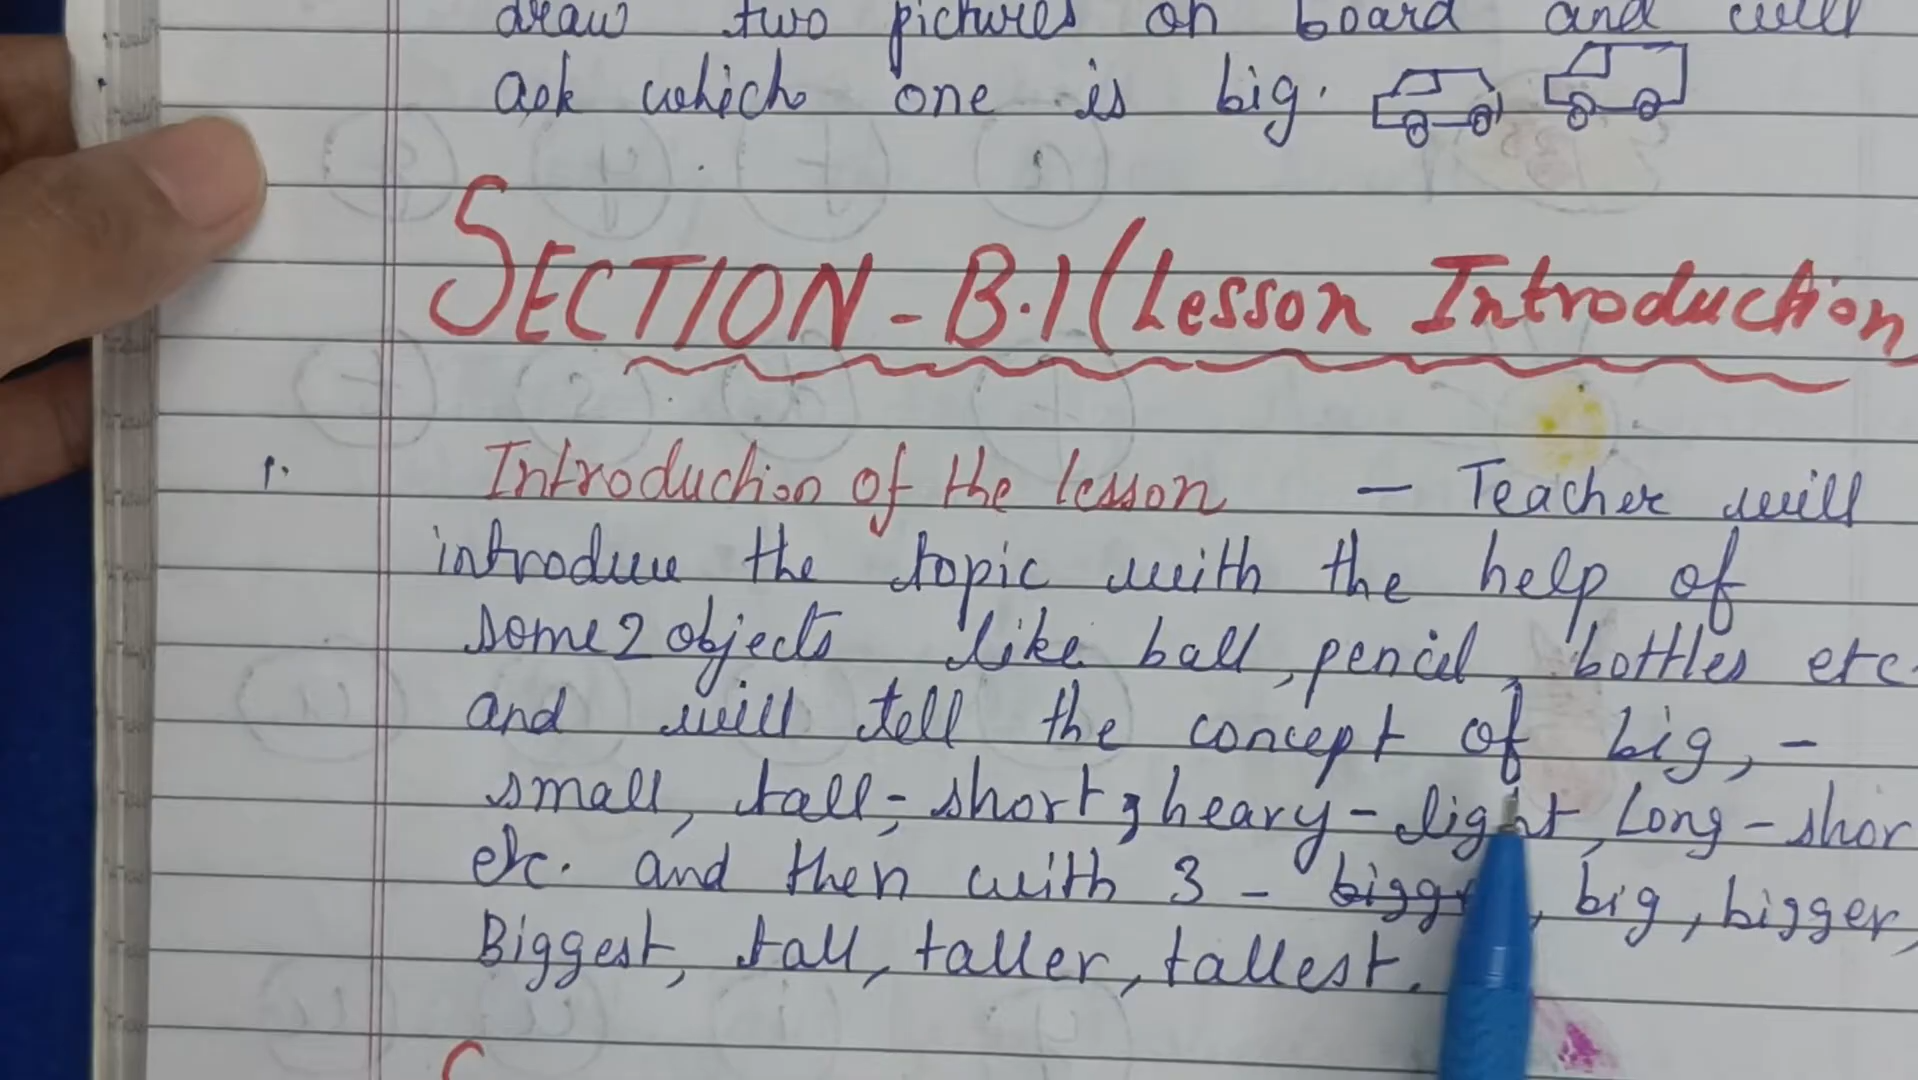 draw two pictures on board and will
ask which one is big.
SECTION - B.1 (Lesson Introduction
1. Introduction of the lesson — Teacher will
introduce the topic with the help of
some 2 objects like ball, pencil, bottles etc.
and will tell the concept of big, -
small, tall - short, heavy - light, Long - shor
etc. and then with 3 - big, bigger,
Biggest, tall, taller, tallest.